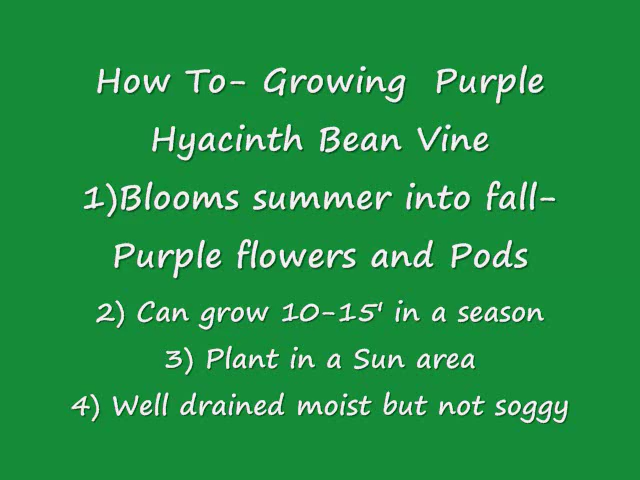 How To- Growing  Purple
Hyacinth Bean Vine
1)Blooms summer into fall-
Purple flowers and Pods
2) Can grow 10-15' in a season
3) Plant in a Sun area
4) Well drained moist but not soggy